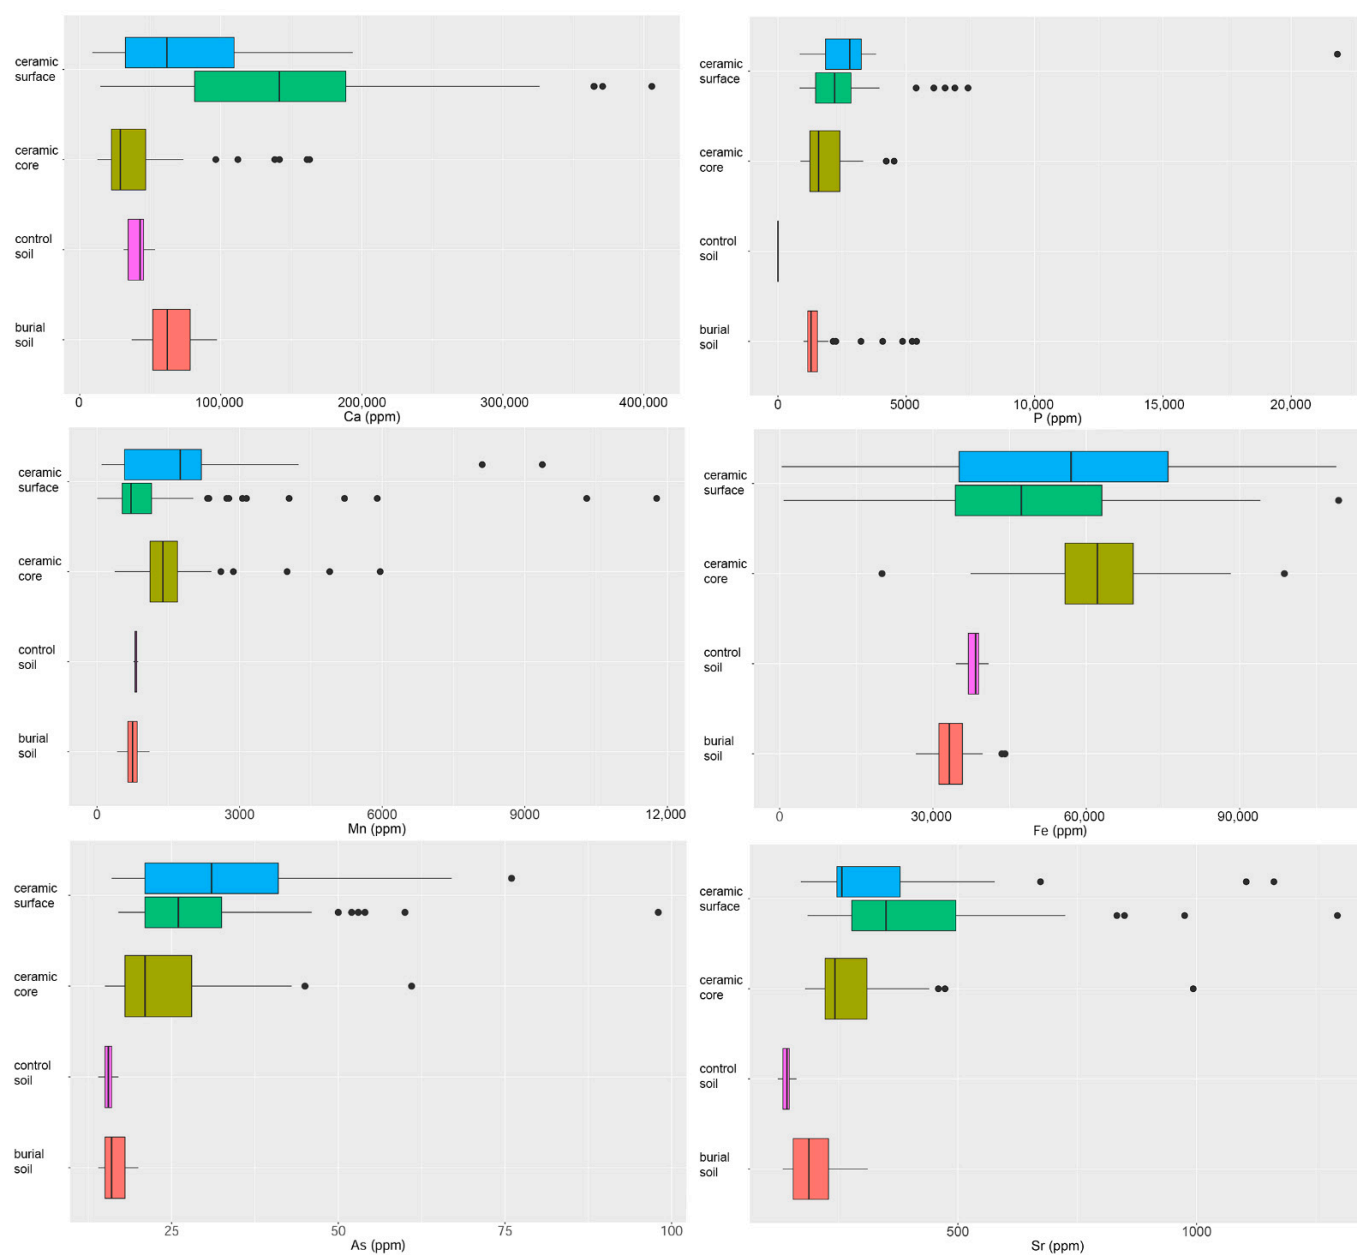 ceramic
surface
ceramic
core
control
soil
burial
soil
0 100,000 200,000 300,000 400,000
Ca (ppm)
ceramic
surface
ceramic
core
control
soil
burial
soil
0 5000 10,000 15,000 20,000
P (ppm)
ceramic
surface
ceramic
core
control
soil
burial
soil
0 3000 6000 9000 12,000
Mn (ppm)
ceramic
surface
ceramic
core
control
soil
burial
soil
0 30,000 60,000 90,000
Fe (ppm)
ceramic
surface
ceramic
core
control
soil
burial
soil
25 50 75 100
As (ppm)
ceramic
surface
ceramic
core
control
soil
burial
soil
500 1000
Sr (ppm)